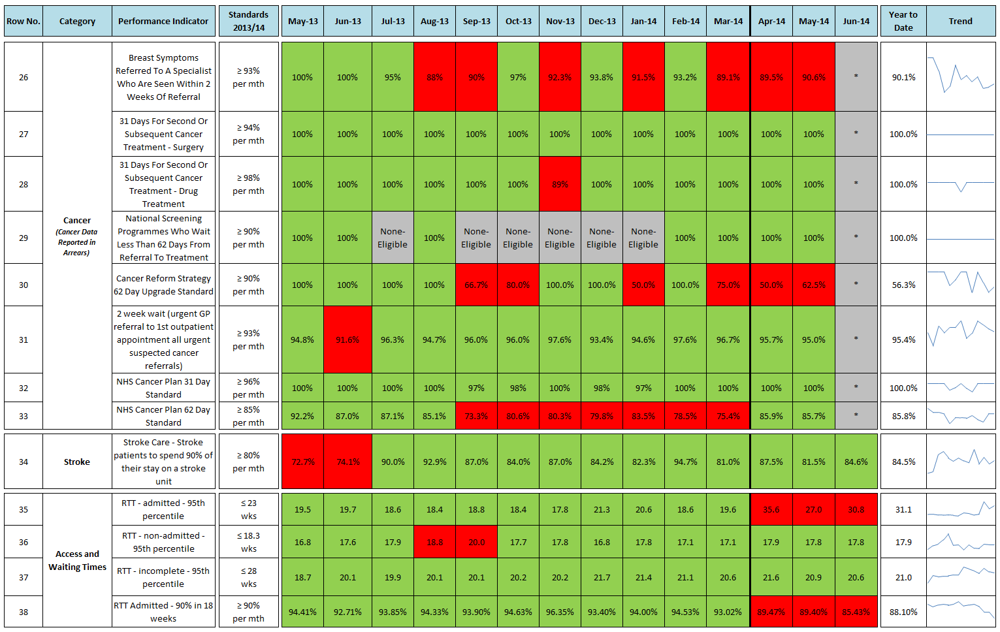 Row No. Category Performance Indicator Standards 2013/14 May-13 Jun-13 Jul-13 Aug-13 Sep-13 Oct-13 Nov-13 Dec-13 Jan-14 Feb-14 Mar-14 Apr-14 May-14 Jun-14 Year to Date Trend
Cancer
(Cancer Data
Reported in
Arrears)
26 Breast Symptoms Referred To A Specialist Who Are Seen Within 2 Weeks Of Referral ≥ 93% per mth 100% 100% 95% 88% 90% 97% 92.3% 93.8% 91.5% 93.2% 89.1% 89.5% 90.6% * 90.1%
27 31 Days For Second Or Subsequent Cancer Treatment - Surgery ≥ 94% per mth 100% 100% 100% 100% 100% 100% 100% 100% 100% 100% 100% 100% 100% * 100.0%
28 31 Days For Second Or Subsequent Cancer Treatment - Drug Treatment ≥ 98% per mth 100% 100% 100% 100% 100% 100% 89% 100% 100% 100% 100% 100% 100% * 100.0%
29 National Screening Programmes Who Wait Less Than 62 Days From Referral To Treatment ≥ 90% per mth 100% 100% None-Eligible 100% None-Eligible None-Eligible None-Eligible None-Eligible None-Eligible 100% 100% 100% 100% * 100.0%
30 Cancer Reform Strategy 62 Day Upgrade Standard ≥ 90% per mth 100% 100% 100% 100% 66.7% 80.0% 100.0% 100.0% 50.0% 100.0% 75.0% 50.0% 62.5% * 56.3%
31 2 week wait (urgent GP referral to 1st outpatient appointment all urgent suspected cancer referrals) ≥ 93% per mth 94.8% 91.6% 96.3% 94.7% 96.0% 96.0% 97.6% 93.4% 94.6% 97.6% 96.7% 95.7% 95.0% * 95.4%
32 NHS Cancer Plan 31 Day Standard ≥ 96% per mth 100% 100% 100% 100% 97% 98% 100% 98% 97% 100% 100% 100% 100% * 100.0%
33 NHS Cancer Plan 62 Day Standard ≥ 85% per mth 92.2% 87.0% 87.1% 85.1% 73.3% 80.6% 80.3% 79.8% 83.5% 78.5% 75.4% 85.9% 85.7% * 85.8%
34 Stroke Stroke Care - Stroke patients to spend 90% of their stay on a stroke unit ≥ 80% per mth 72.7% 74.1% 90.0% 92.9% 87.0% 84.0% 87.0% 84.2% 82.3% 94.7% 81.0% 87.5% 81.5% 84.6% 84.5%
Access and
Waiting Times
35 RTT - admitted - 95th percentile ≤ 23 wks 19.5 19.7 18.6 18.4 18.8 18.4 17.8 21.3 20.6 18.6 19.6 35.6 27.0 30.8 31.1
36 RTT - non-admitted - 95th percentile ≤ 18.3 wks 16.8 17.6 17.9 18.8 20.0 17.7 17.8 16.8 17.8 17.1 17.1 17.9 17.8 17.8 17.9
37 RTT - incomplete - 95th percentile ≤ 28 wks 18.7 20.1 19.9 20.1 20.1 20.2 20.2 21.7 21.4 21.1 20.6 21.6 20.9 20.6 21.0
38 RTT Admitted - 90% in 18 weeks ≥ 90% per mth 94.41% 92.71% 93.85% 94.33% 93.90% 94.63% 96.35% 93.40% 94.00% 94.53% 93.02% 89.47% 89.40% 85.43% 88.10%